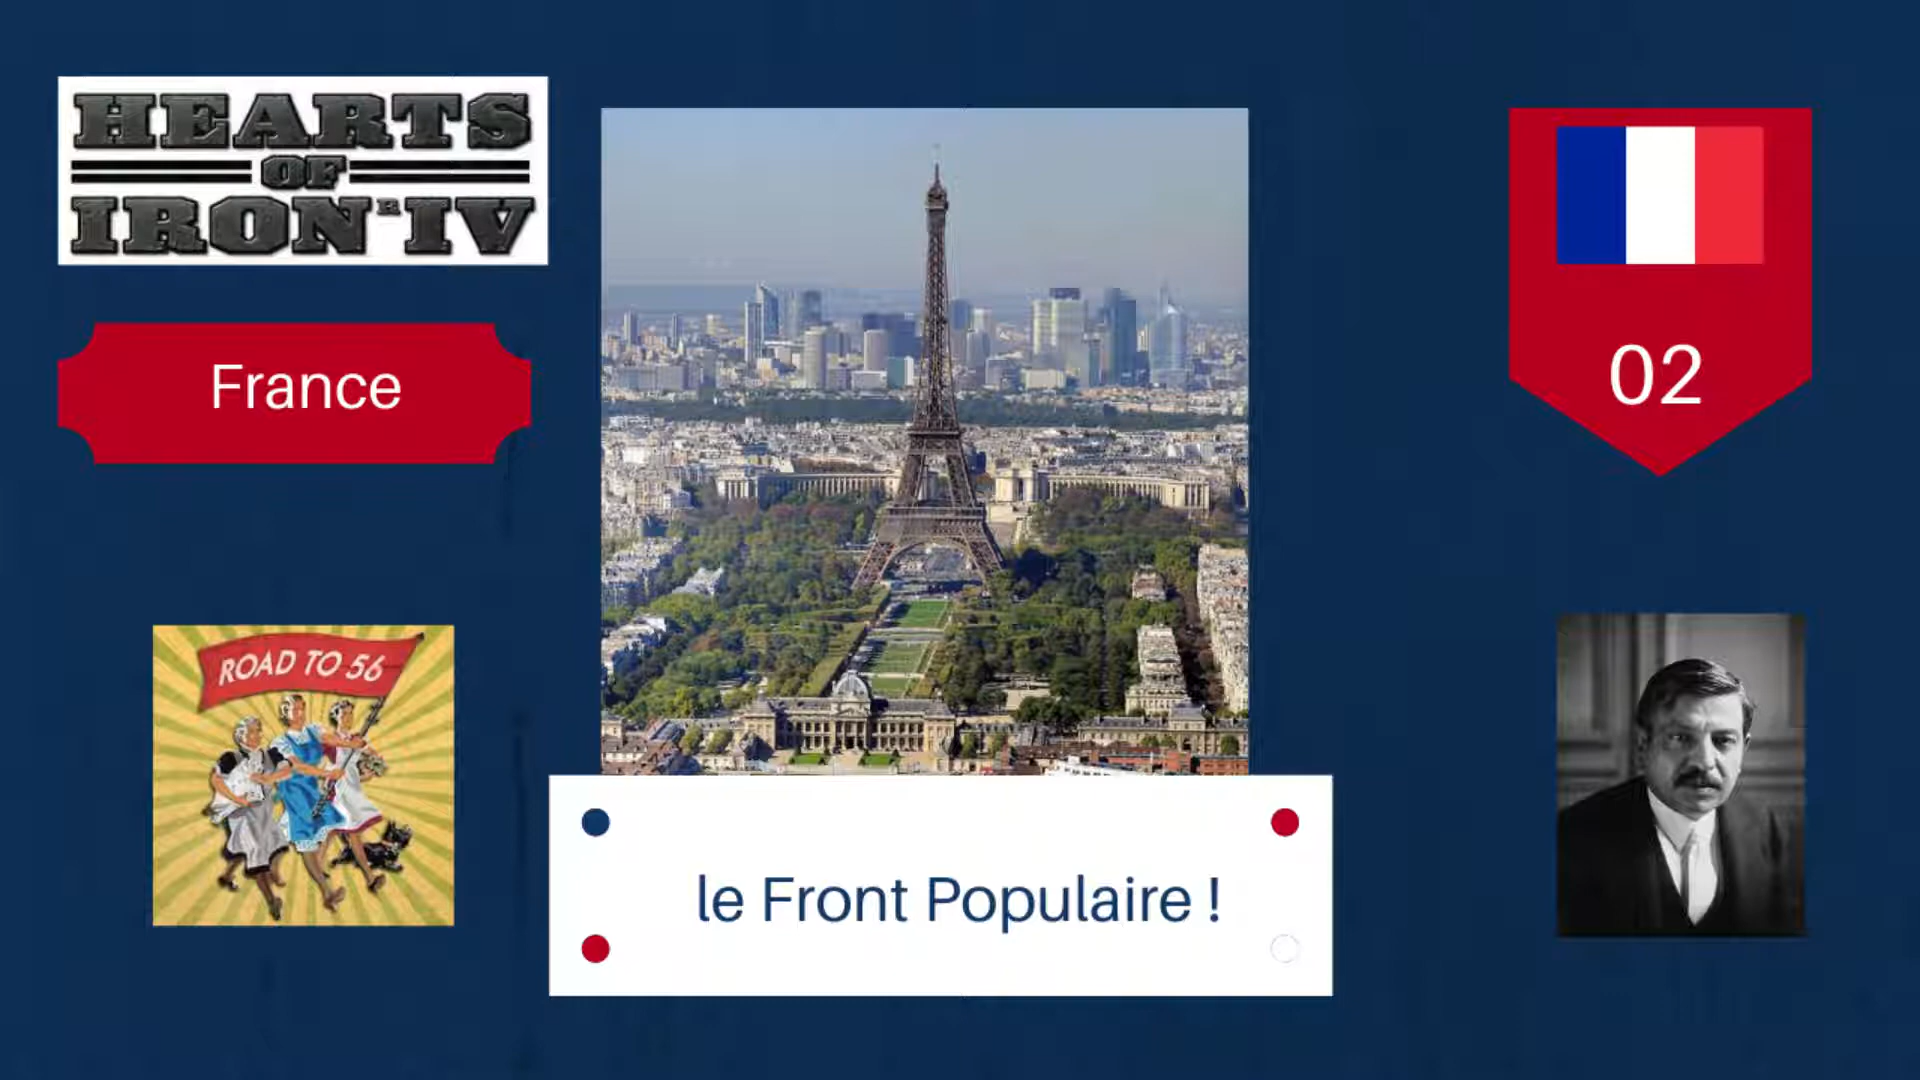 HEARTS
OF
IRON IV
France
ROAD TO 56
02
le Front Populaire !